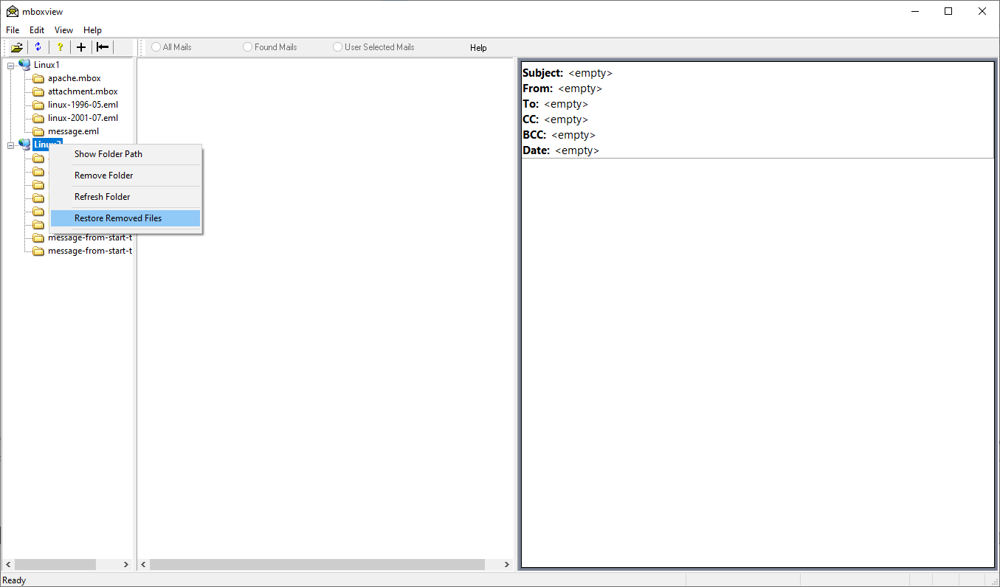 mboxview
File Edit View Help
All Mails Found Mails User Selected Mails Help
Linux1
apache.mbox
attachment.mbox
linux-1996-05.eml
linux-2001-07.eml
message.eml
Show Folder Path
Remove Folder
Refresh Folder
Restore Removed Files
message-from-start-t
message-from-start-t
Subject: <empty>
From: <empty>
To: <empty>
CC: <empty>
BCC: <empty>
Date: <empty>
Ready